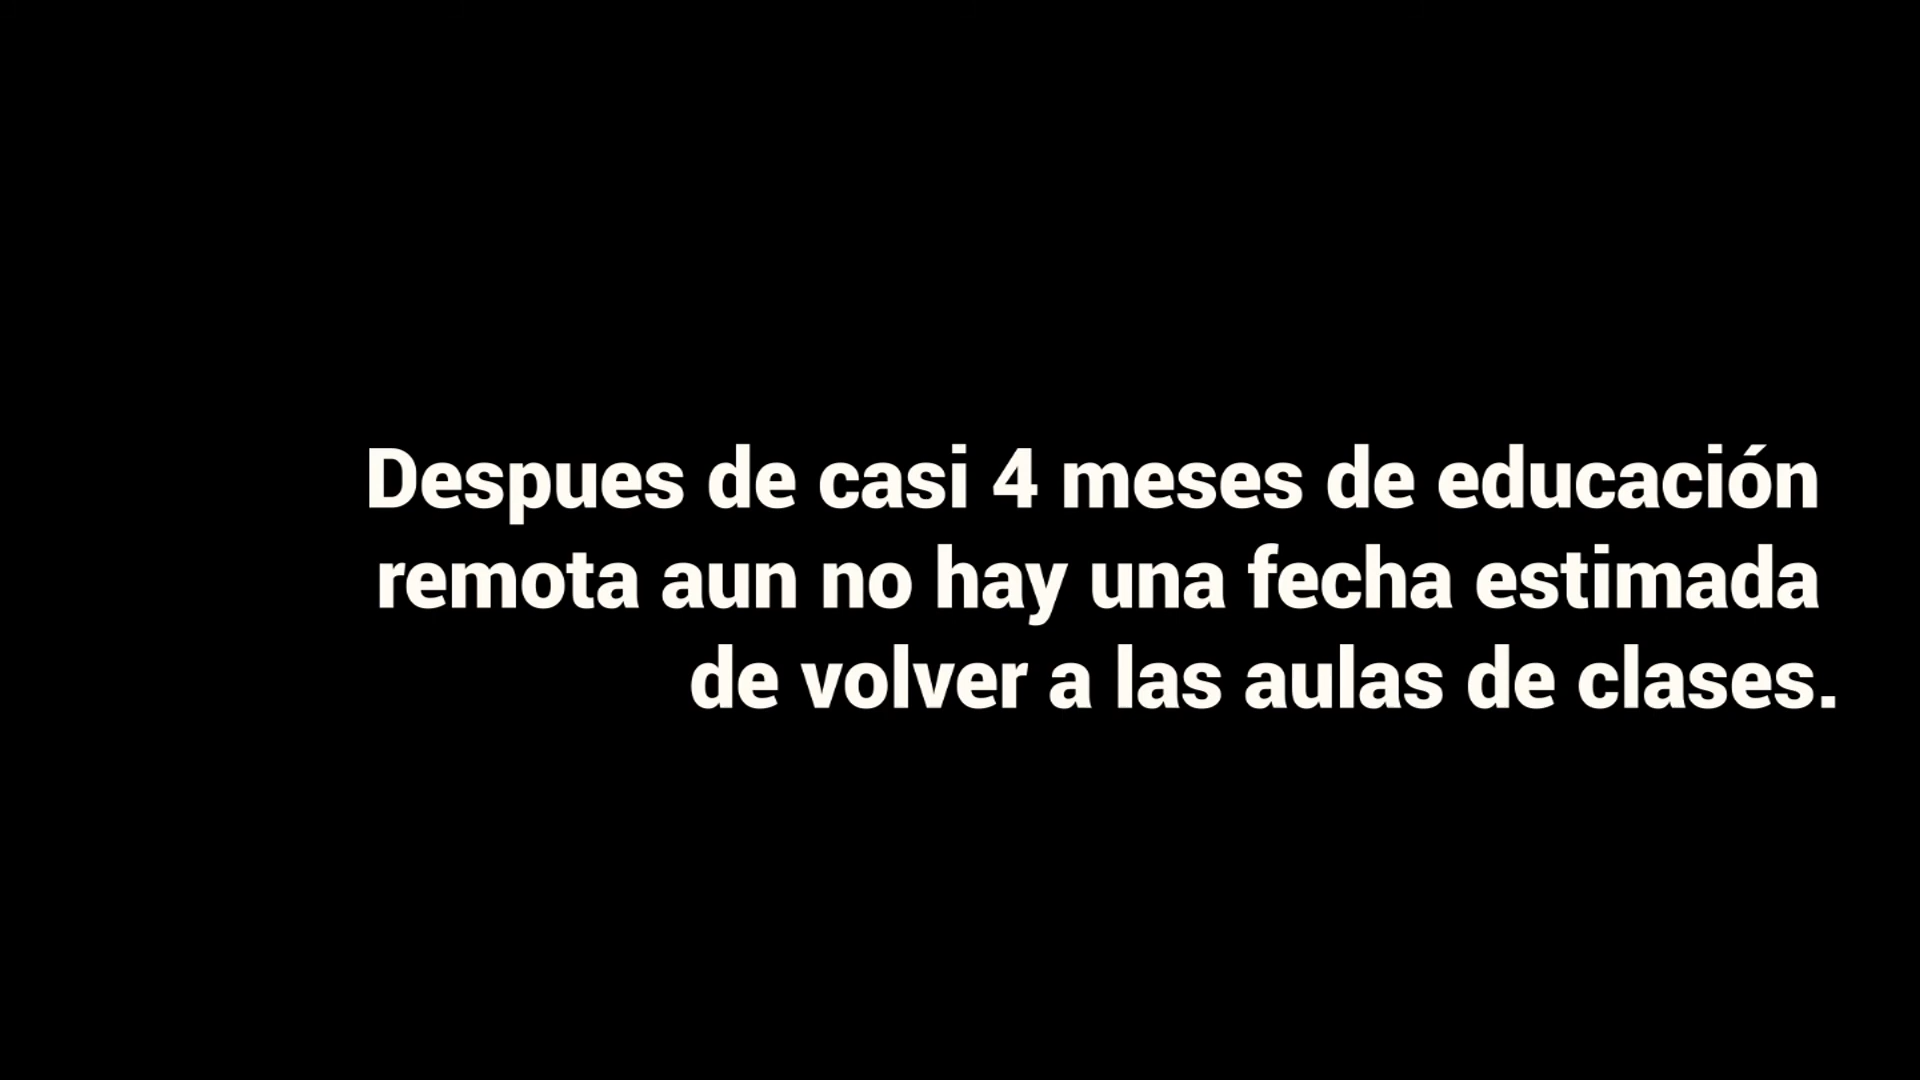 Despues de casi 4 meses de educación
remota aun no hay una fecha estimada
de volver a las aulas de clases.